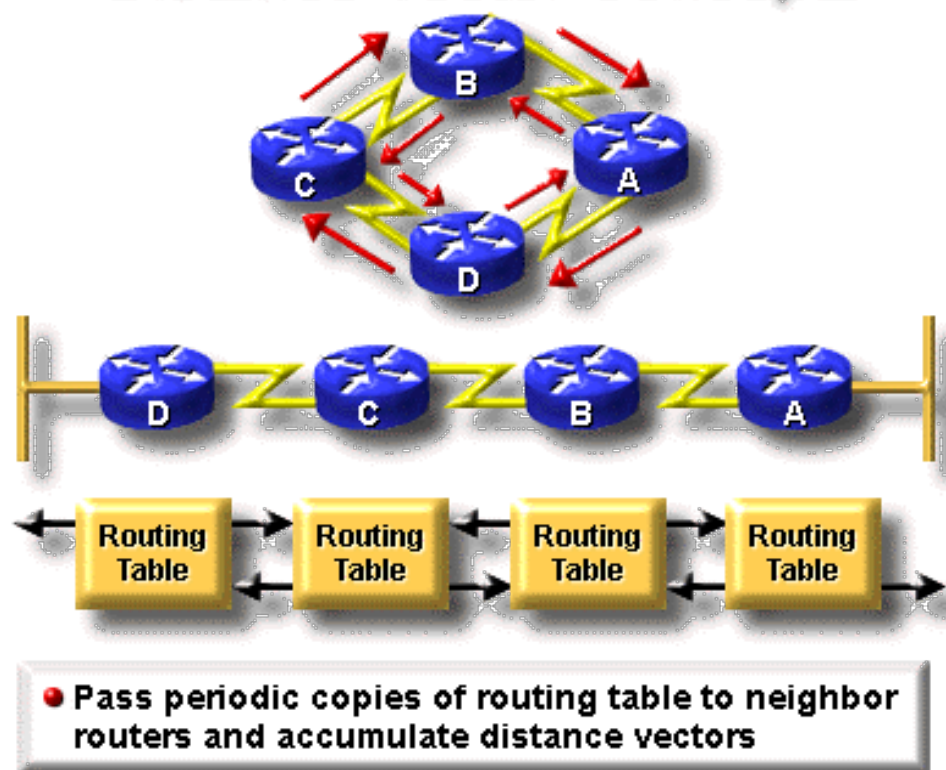 B
C
A
D
D
C
B
A
Routing
Table
Routing
Table
Routing
Table
Routing
Table
Pass periodic copies of routing table to neighbor
routers and accumulate distance vectors